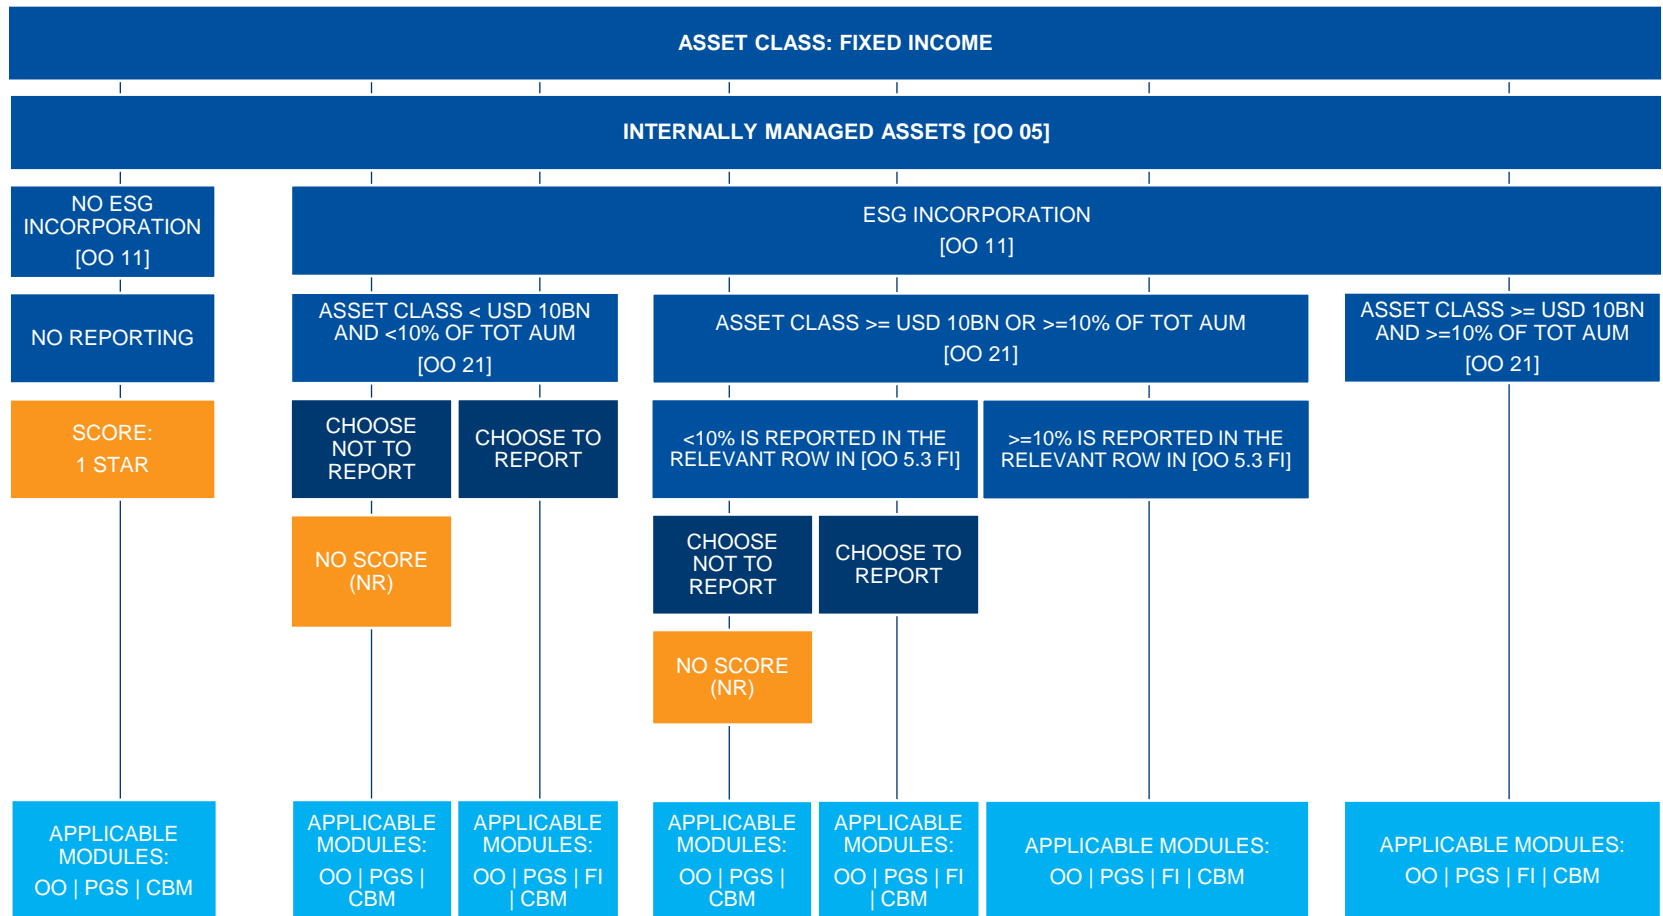 ASSET CLASS: FIXED INCOME
INTERNALLY MANAGED ASSETS [OO 05]
NO ESG
INCORPORATION
[OO 11]
ESG INCORPORATION
[OO 11]
NO REPORTING
ASSET CLASS < USD 10BN
AND <10% OF TOT AUM
[OO 21]
ASSET CLASS >= USD 10BN OR >=10% OF TOT AUM
[OO 21]
ASSET CLASS >= USD 10BN
AND >=10% OF TOT AUM
[OO 21]
SCORE:
1 STAR
CHOOSE
NOT TO
REPORT
CHOOSE TO
REPORT
<10% IS REPORTED IN THE
RELEVANT ROW IN [OO 5.3 FI]
>=10% IS REPORTED IN THE
RELEVANT ROW IN [OO 5.3 FI]
NO SCORE
(NR)
CHOOSE
NOT TO
REPORT
CHOOSE TO
REPORT
NO SCORE
(NR)
APPLICABLE
MODULES:
OO | PGS | CBM
APPLICABLE
MODULES:
OO | PGS |
CBM
APPLICABLE
MODULES:
OO | PGS | FI
| CBM
APPLICABLE
MODULES:
OO | PGS |
CBM
APPLICABLE
MODULES:
OO | PGS | FI
| CBM
APPLICABLE MODULES:
OO | PGS | FI | CBM
APPLICABLE MODULES:
OO | PGS | FI | CBM